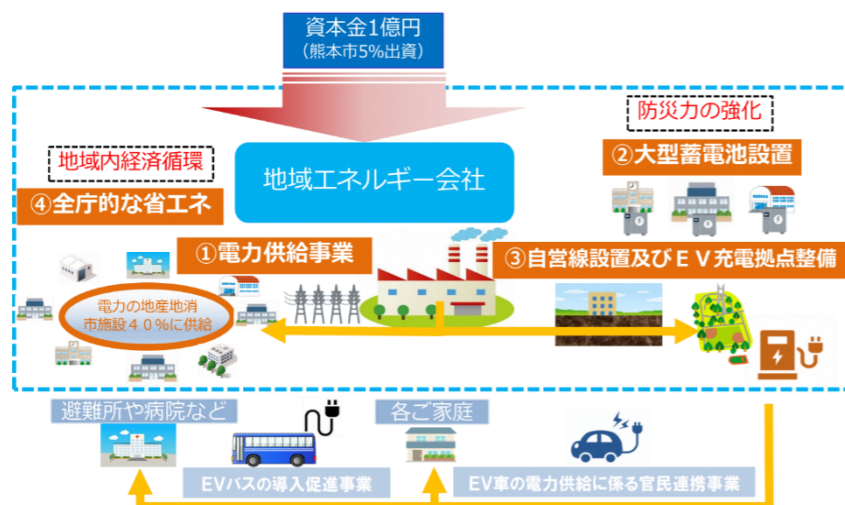 資本金1億円
(熊本市5%出資)
防災力の強化
地域内経済循環
②大型蓄電池設置
地域エネルギー会社
④全庁的な省エネ
①電力供給事業
③自営線設置及びEV充電拠点整備
電力の地産地消
市施設40%に供給
避難所や病院など
各ご家庭
EVバスの導入促進事業
EV車の電力供給に係る官民連携事業